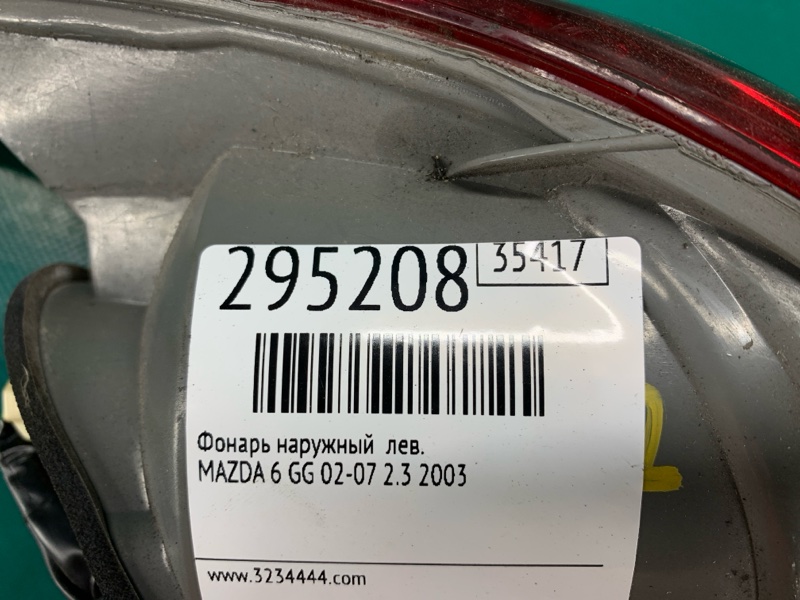 295208
35417
Фонарь наружный лев.
MAZDA 6 GG 02-07 2.3 2003
www.3234444.com